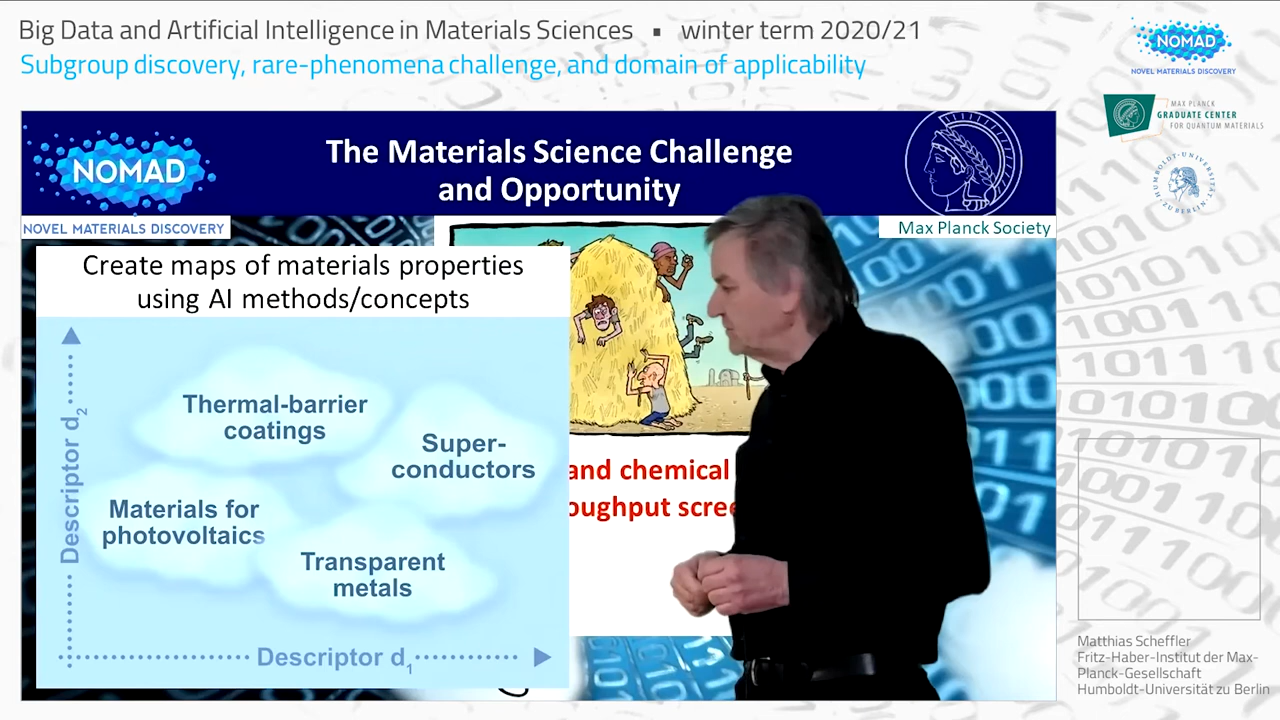 Big Data and Artificial Intelligence in Materials Sciences ▪ winter term 2020/21
Subgroup discovery, rare-phenomena challenge, and domain of applicability
NOMAD
NOVEL MATERIALS DISCOVERY
MAX PLANCK
GRADUATE CENTER
FOR QUANTUM MATERIALS
HUMBOLDT-UNIVERSITÄT
ZU BERLIN
NOMAD
NOVEL MATERIALS DISCOVERY
The Materials Science Challenge
and Opportunity
Max Planck Society
Create maps of materials properties
using AI methods/concepts
Descriptor d2
Thermal-barrier
coatings
Super-
conductors
Materials for
photovoltaics
Transparent
metals
Descriptor d1
and chemical
Matthias Scheffler
Fritz-Haber-Institut der Max-
Planck-Gesellschaft
Humboldt-Universität zu Berlin